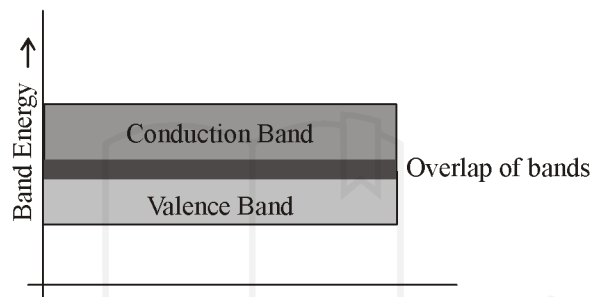 Band Energy →
Conduction Band
Overlap of bands
Valence Band